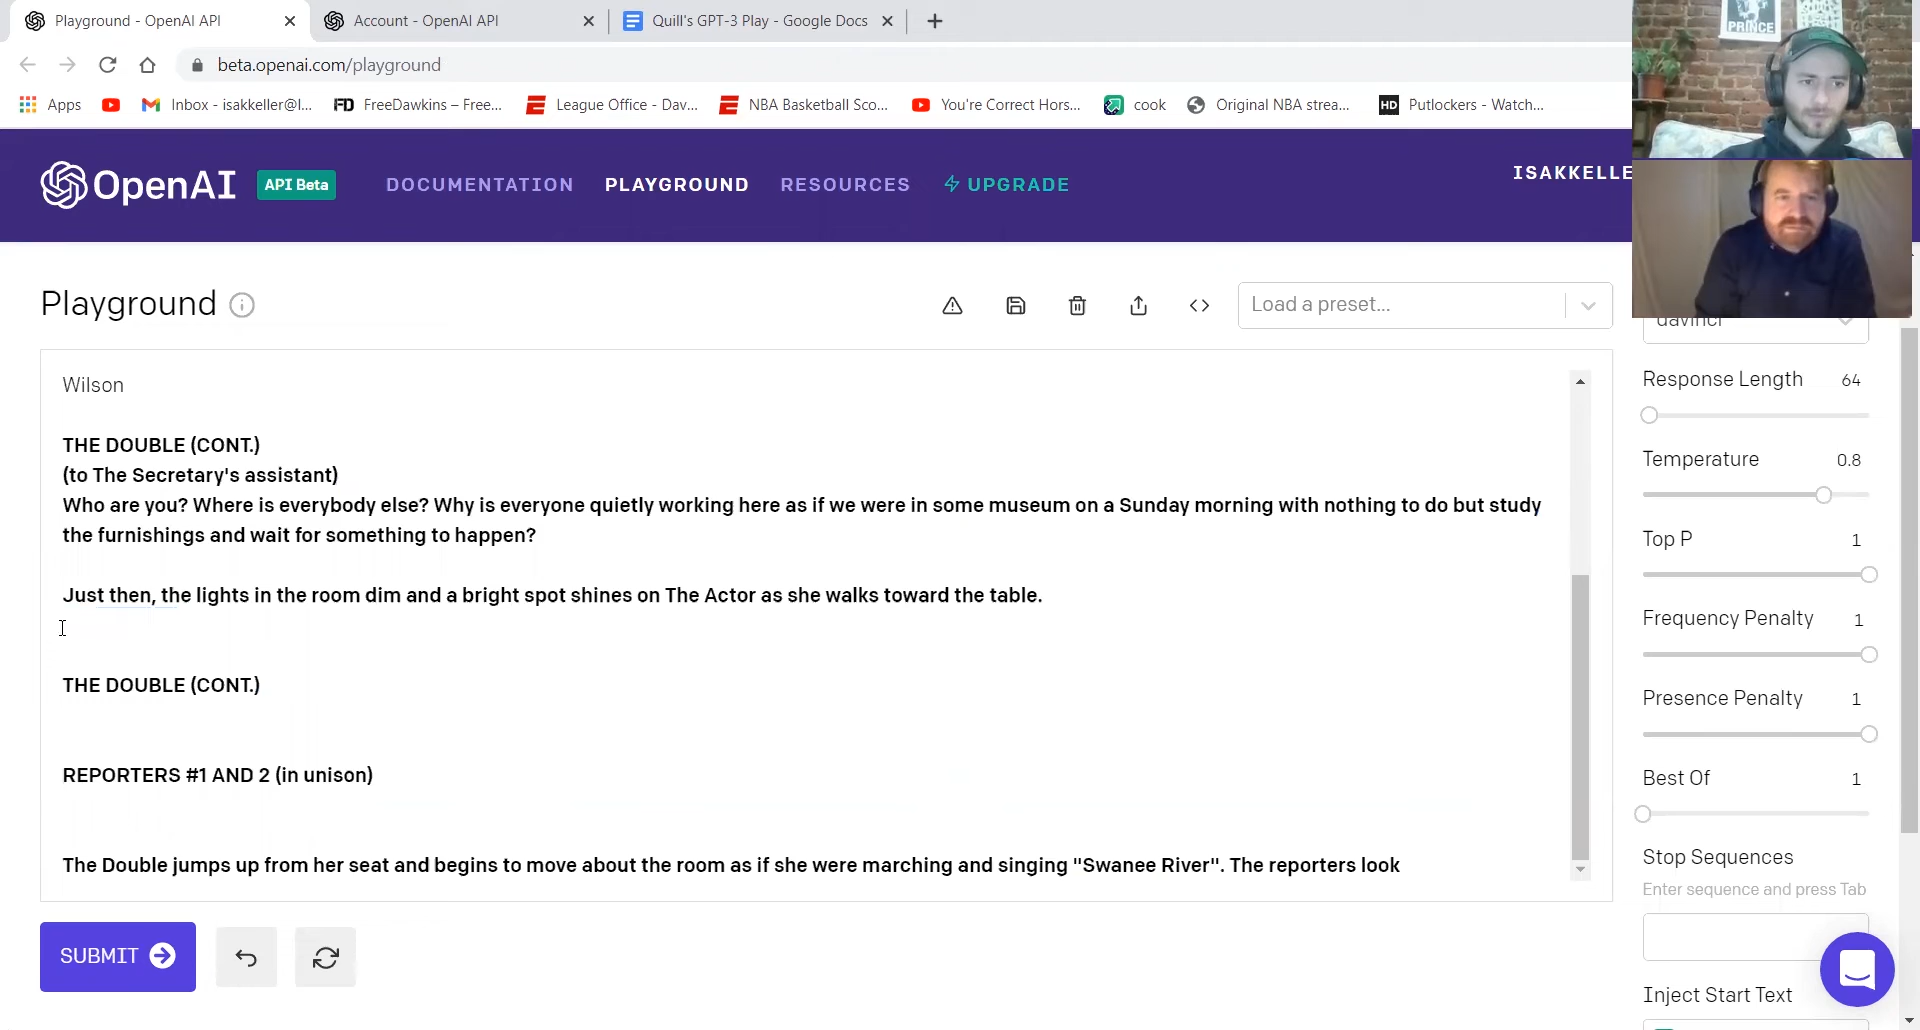 Playground - OpenAI API
Account - OpenAI API
Quill's GPT-3 Play - Google Docs
beta.openai.com/playground
Apps
Inbox - isakkeller@l...
FD FreeDawkins – Free...
League Office - Dav...
NBA Basketball Sco...
You're Correct Hors...
cook
Original NBA strea...
HD Putlockers - Watch...
PRINCE
OpenAI
API Beta
DOCUMENTATION
PLAYGROUND
RESOURCES
UPGRADE
ISAKKELLE
Playground
Load a preset...
davinci
Wilson
THE DOUBLE (CONT.)
(to The Secretary's assistant)
Who are you? Where is everybody else? Why is everyone quietly working here as if we were in some museum on a Sunday morning with nothing to do but study
the furnishings and wait for something to happen?
Just then, the lights in the room dim and a bright spot shines on The Actor as she walks toward the table.
THE DOUBLE (CONT.)
REPORTERS #1 AND 2 (in unison)
The Double jumps up from her seat and begins to move about the room as if she were marching and singing "Swanee River". The reporters look
SUBMIT
Response Length 64
Temperature 0.8
Top P 1
Frequency Penalty 1
Presence Penalty 1
Best Of 1
Stop Sequences
Enter sequence and press Tab
Inject Start Text